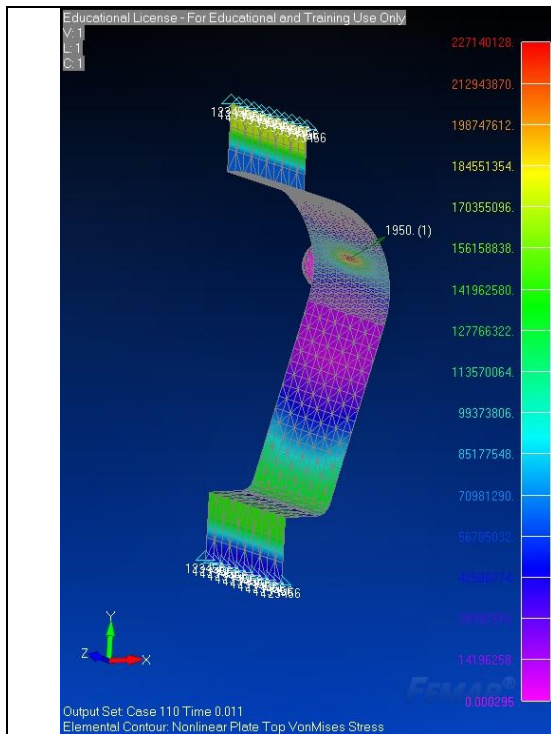 Educational License - For Educational and Training Use Only
V: 1
L: 1
C: 1
227140128.
212943870.
198747612.
184551354.
170355096.
1950. (1)
156158838.
141962580.
127766322.
113570064.
99373806.
85177548.
70981290.
56785032.
14196258.
0.000295
Y
Z
X
FEMAP®
Output Set: Case 110 Time 0.011
Elemental Contour: Nonlinear Plate Top VonMises Stress